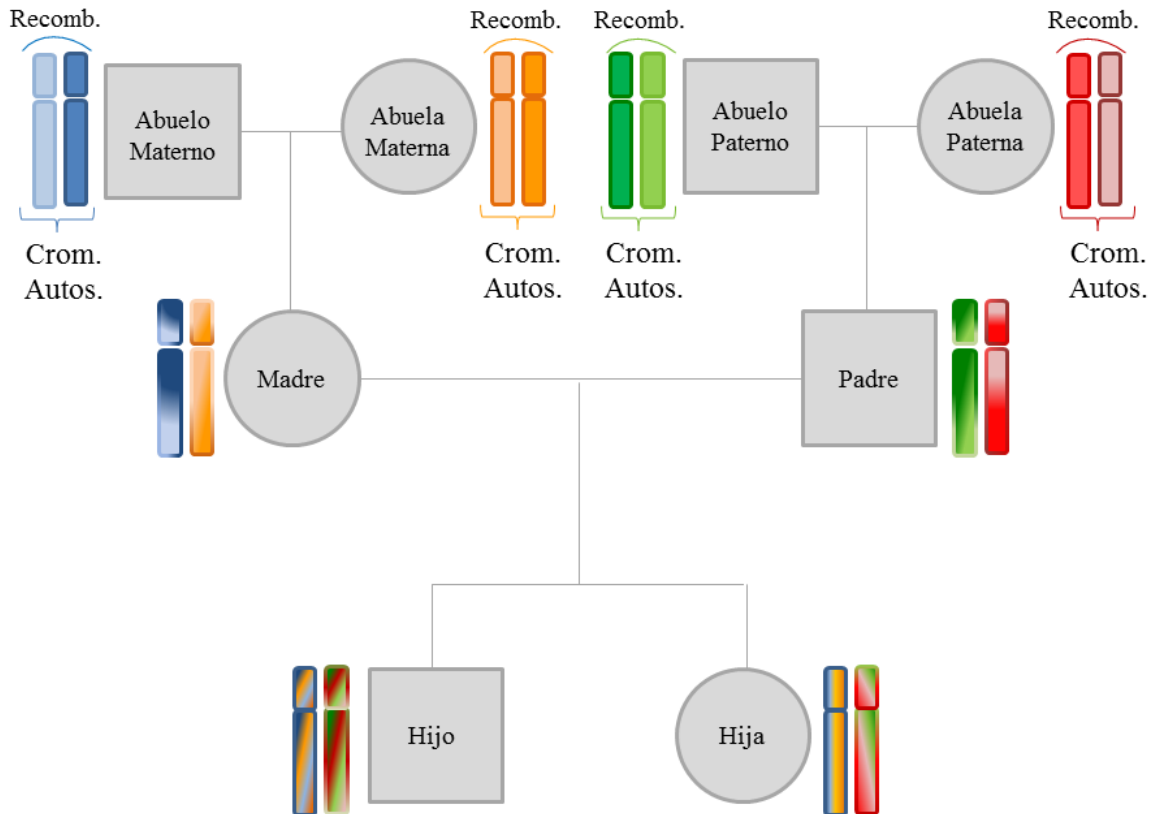 Recomb.
Recomb.
Recomb.
Recomb.
Abuelo
Materno
Abuela
Materna
Abuelo
Paterno
Abuela
Paterna
Crom.
Autos.
Crom.
Autos.
Crom.
Autos.
Crom.
Autos.
Madre
Padre
Hijo
Hija